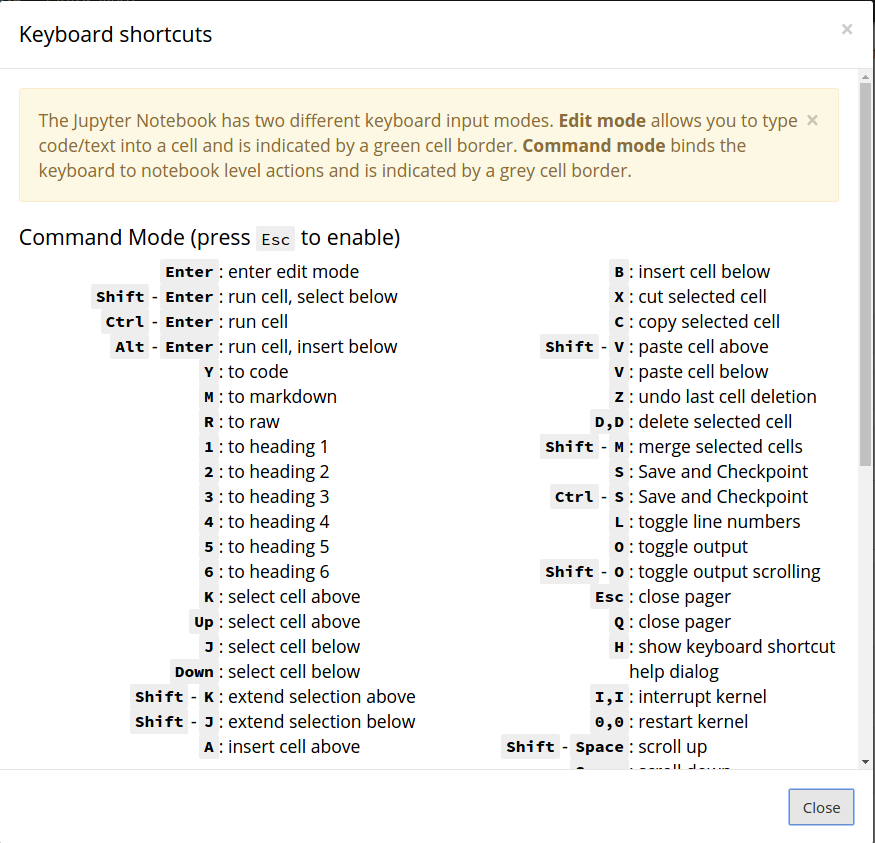 Keyboard shortcuts
×
The Jupyter Notebook has two different keyboard input modes. Edit mode allows you to type ×
code/text into a cell and is indicated by a green cell border. Command mode binds the
keyboard to notebook level actions and is indicated by a grey cell border.
Command Mode (press Esc to enable)
Enter : enter edit mode
Shift - Enter : run cell, select below
Ctrl - Enter : run cell
Alt - Enter : run cell, insert below
Y : to code
M : to markdown
R : to raw
1 : to heading 1
2 : to heading 2
3 : to heading 3
4 : to heading 4
5 : to heading 5
6 : to heading 6
K : select cell above
Up : select cell above
J : select cell below
Down : select cell below
Shift - K : extend selection above
Shift - J : extend selection below
A : insert cell above
B : insert cell below
X : cut selected cell
C : copy selected cell
Shift - V : paste cell above
V : paste cell below
Z : undo last cell deletion
D,D : delete selected cell
Shift - M : merge selected cells
S : Save and Checkpoint
Ctrl - S : Save and Checkpoint
L : toggle line numbers
O : toggle output
Shift - O : toggle output scrolling
Esc : close pager
Q : close pager
H : show keyboard shortcut
help dialog
I,I : interrupt kernel
0,0 : restart kernel
Shift - Space : scroll up
Close